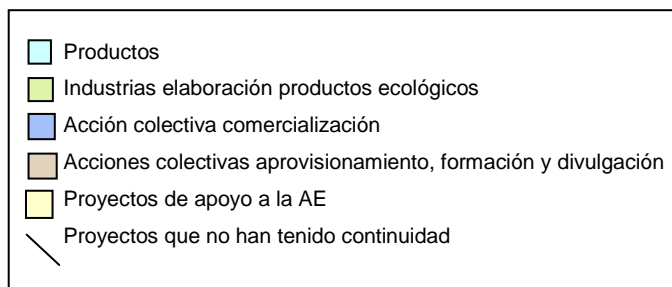 Productos
Industrias elaboración productos ecológicos
Acción colectiva comercialización
Acciones colectivas aprovisionamiento, formación y divulgación
Proyectos de apoyo a la AE
Proyectos que no han tenido continuidad